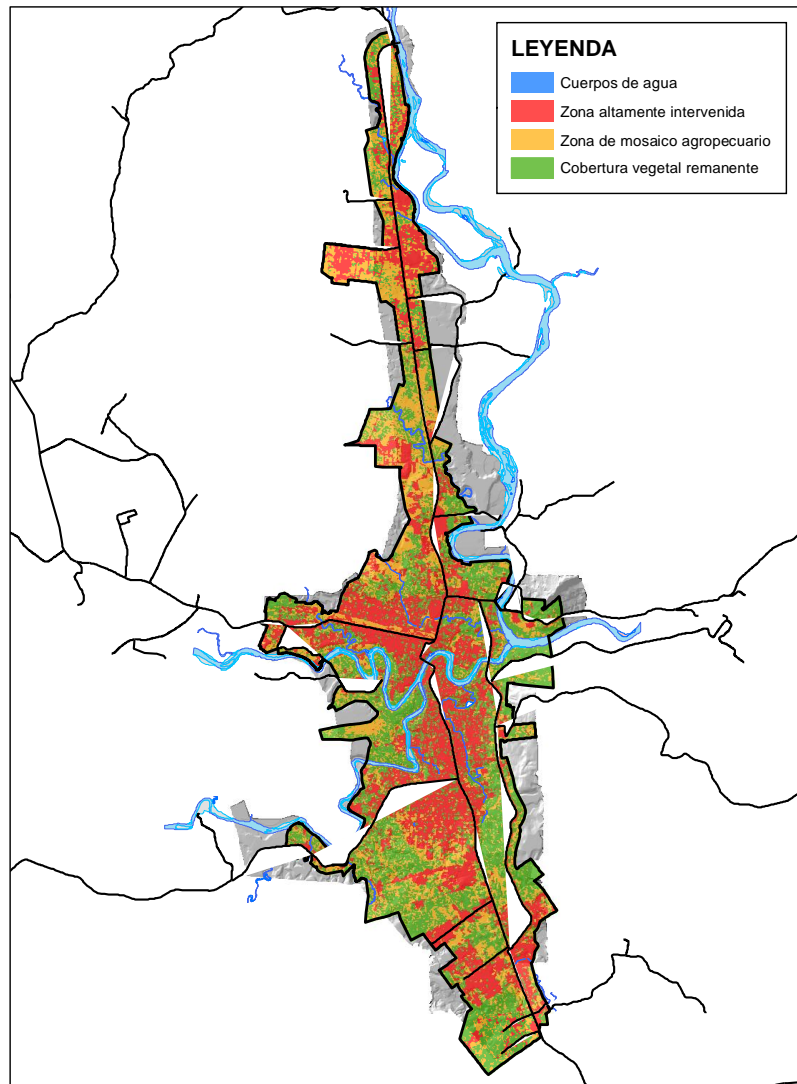 LEYENDA
Cuerpos de agua
Zona altamente intervenida
Zona de mosaico agropecuario
Cobertura vegetal remanente